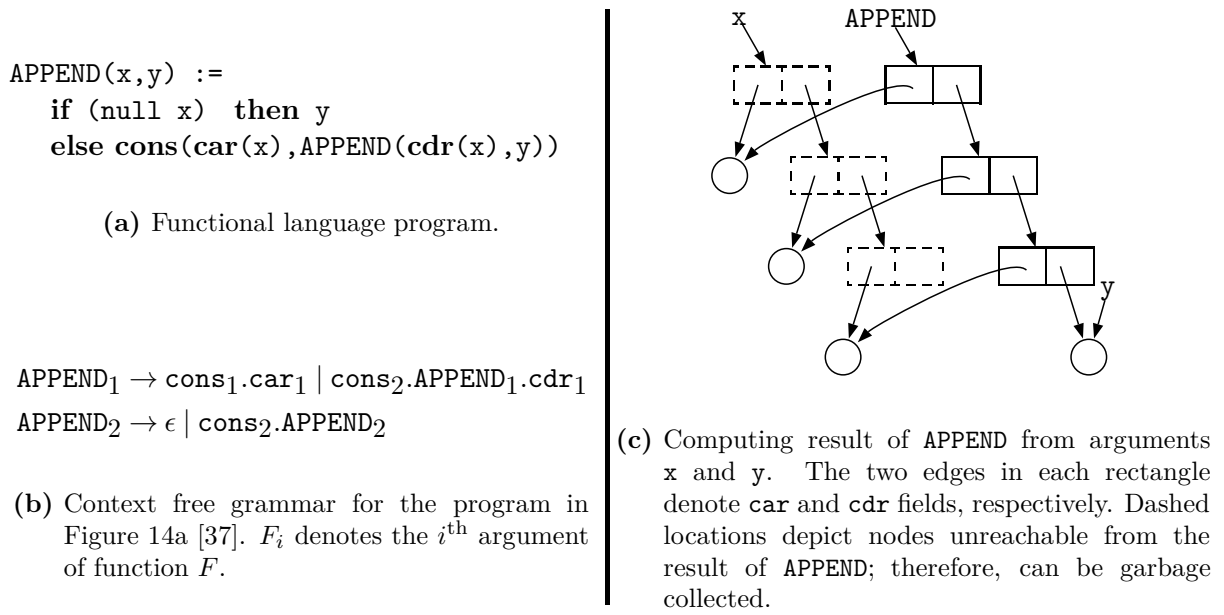 APPEND(x,y) :=
if (null x) then y
else cons(car(x),APPEND(cdr(x),y))
(a) Functional language program.
APPEND₁ → cons₁.car₁ | cons₂.APPEND₁.cdr₁
APPEND₂ → ϵ | cons₂.APPEND₂
(b) Context free grammar for the program in
Figure 14a [37]. Fᵢ denotes the iᵗʰ argument
of function F.
x APPEND
y
(c) Computing result of APPEND from arguments
x and y. The two edges in each rectangle
denote car and cdr fields, respectively. Dashed
locations depict nodes unreachable from the
result of APPEND; therefore, can be garbage
collected.